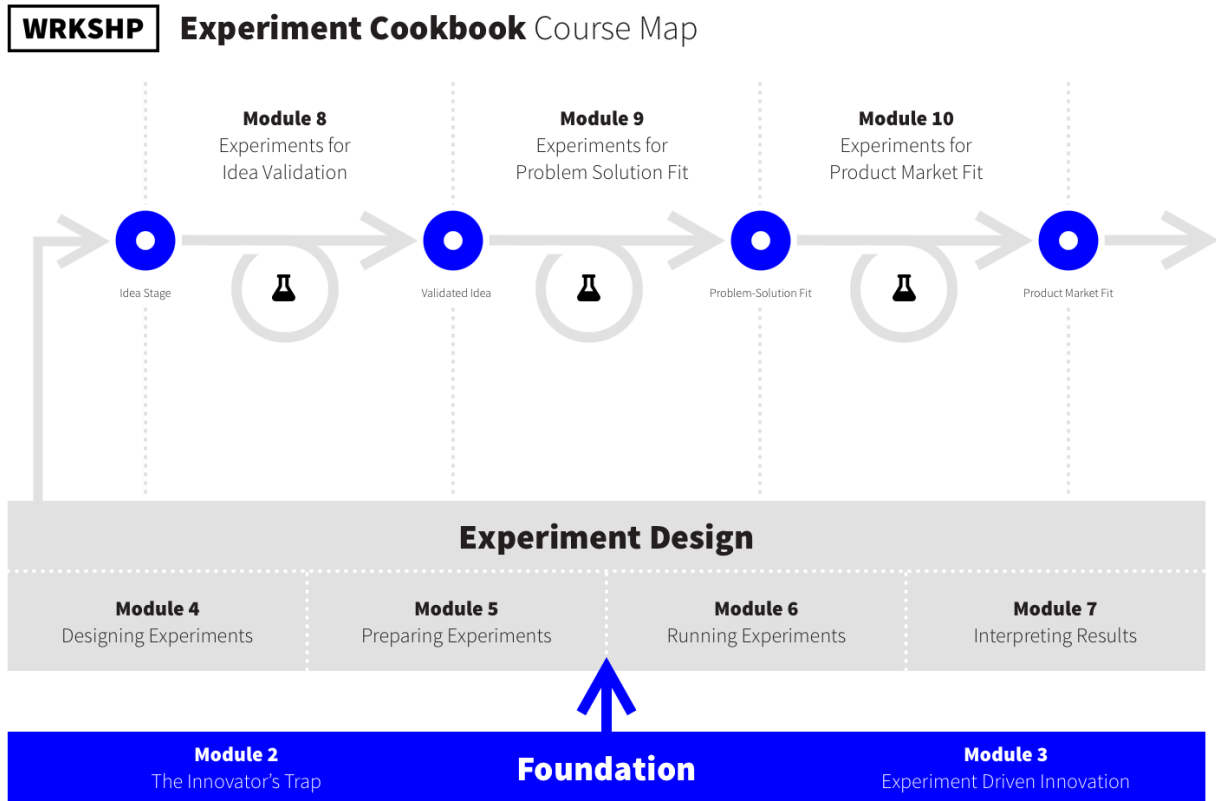 WRKSHP
Experiment Cookbook Course Map
Module 8
Experiments for
Idea Validation
Module 9
Experiments for
Problem Solution Fit
Module 10
Experiments for
Product Market Fit
Idea Stage
Validated Idea
Problem-Solution Fit
Product Market Fit
Experiment Design
Module 4
Designing Experiments
Module 5
Preparing Experiments
Module 6
Running Experiments
Module 7
Interpreting Results
Module 2
The Innovator’s Trap
Foundation
Module 3
Experiment Driven Innovation